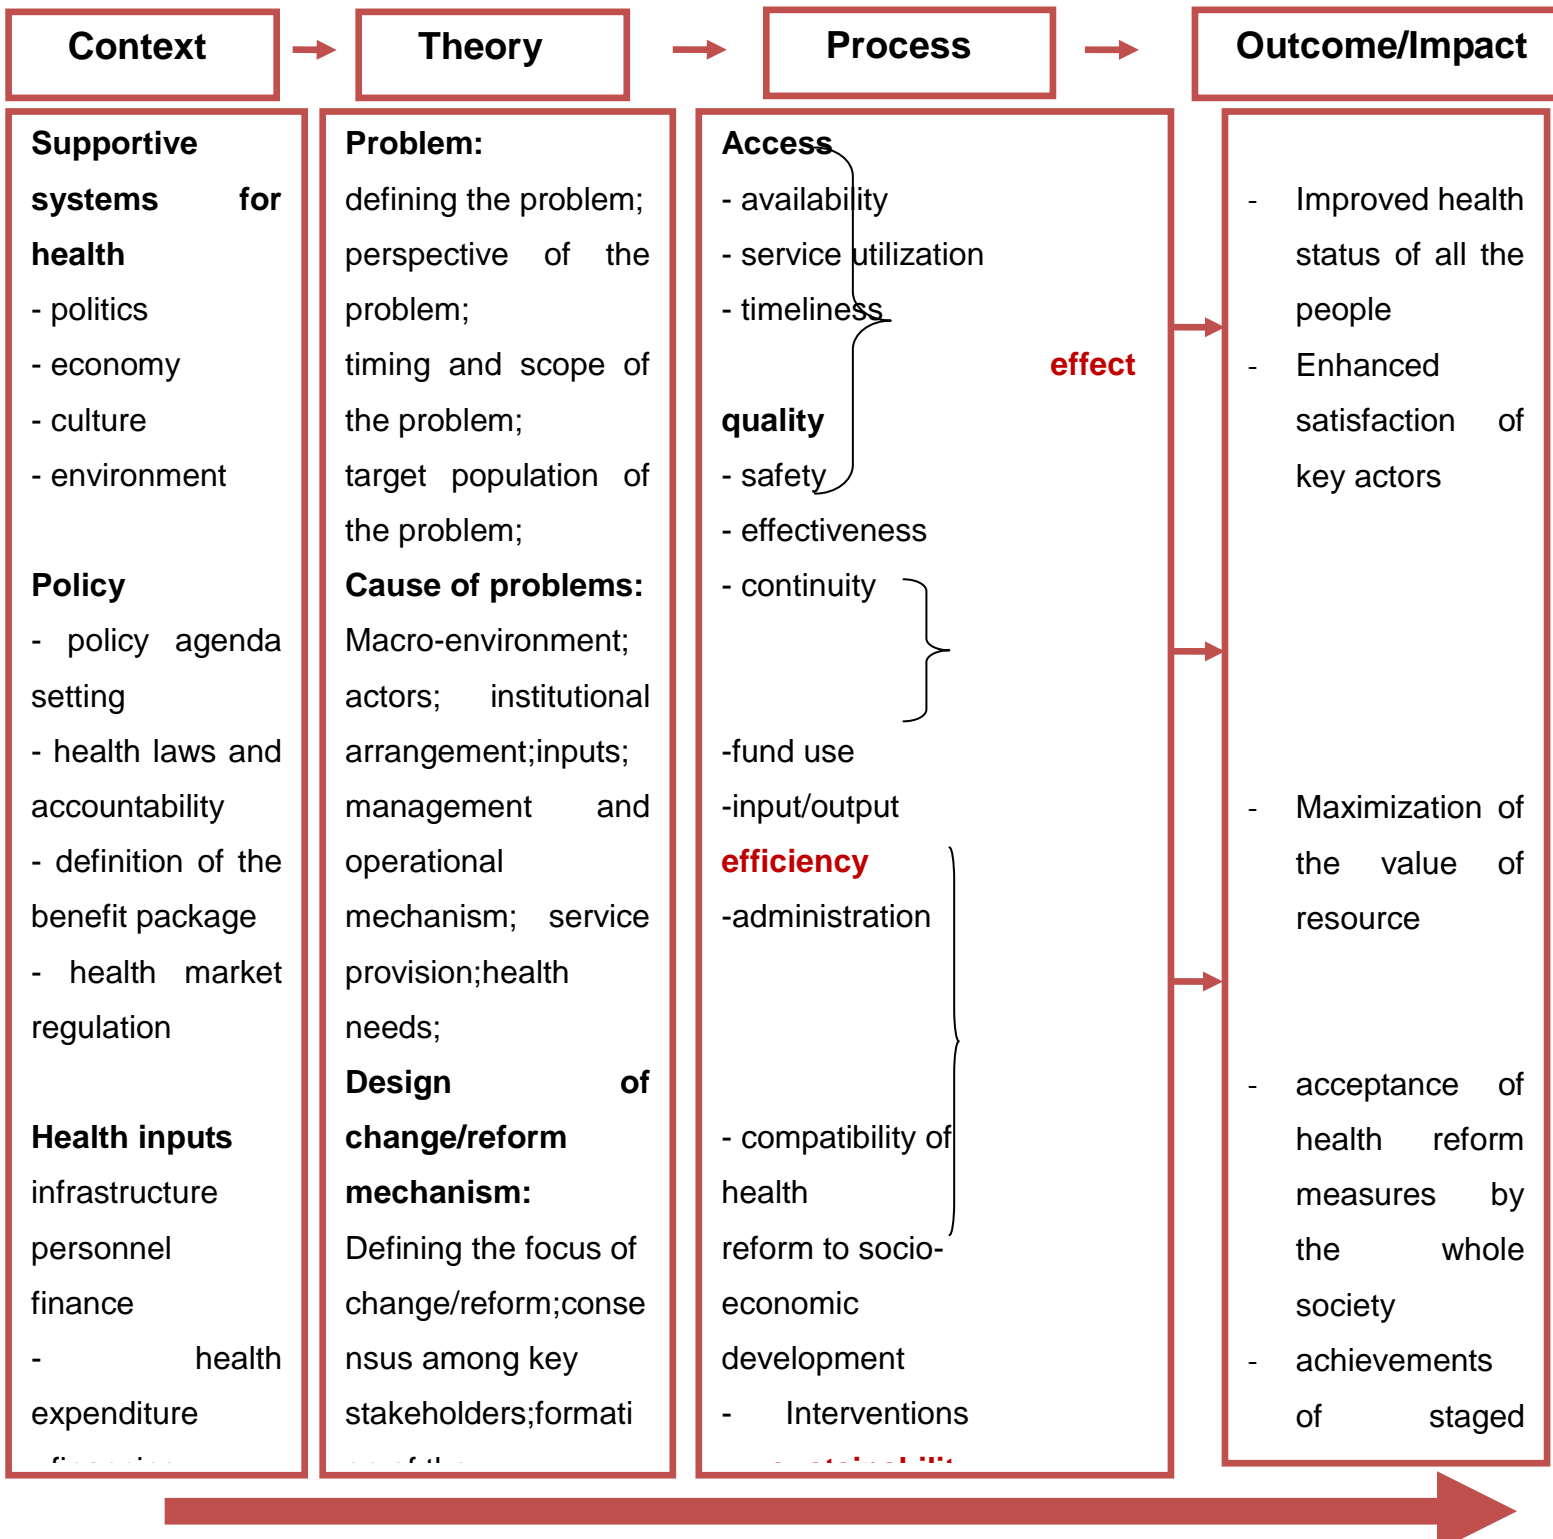 Context
Theory
Process
Outcome/Impact
Supportive
systems for
health
- politics
- economy
- culture
- environment
Policy
- policy agenda
setting
- health laws and
accountability
- definition of the
benefit package
- health market
regulation
Health inputs
infrastructure
personnel
finance
- health
expenditure
Problem:
defining the problem;
perspective of the
problem;
timing and scope of
the problem;
target population of
the problem;
Cause of problems:
Macro-environment;
actors; institutional
arrangement;inputs;
management and
operational
mechanism; service
provision;health
needs;
Design of
change/reform
mechanism:
Defining the focus of
change/reform;conse
nsus among key
stakeholders;formati
Access
- availability
- service utilization
- timeliness
effect
quality
- safety
- effectiveness
- continuity
-fund use
-input/output
efficiency
-administration
- compatibility of
health
reform to socio-
economic
development
- Interventions
- Improved health
status of all the
people
- Enhanced
satisfaction of
key actors
- Maximization of
the value of
resource
- acceptance of
health reform
measures by
the whole
society
- achievements
of staged